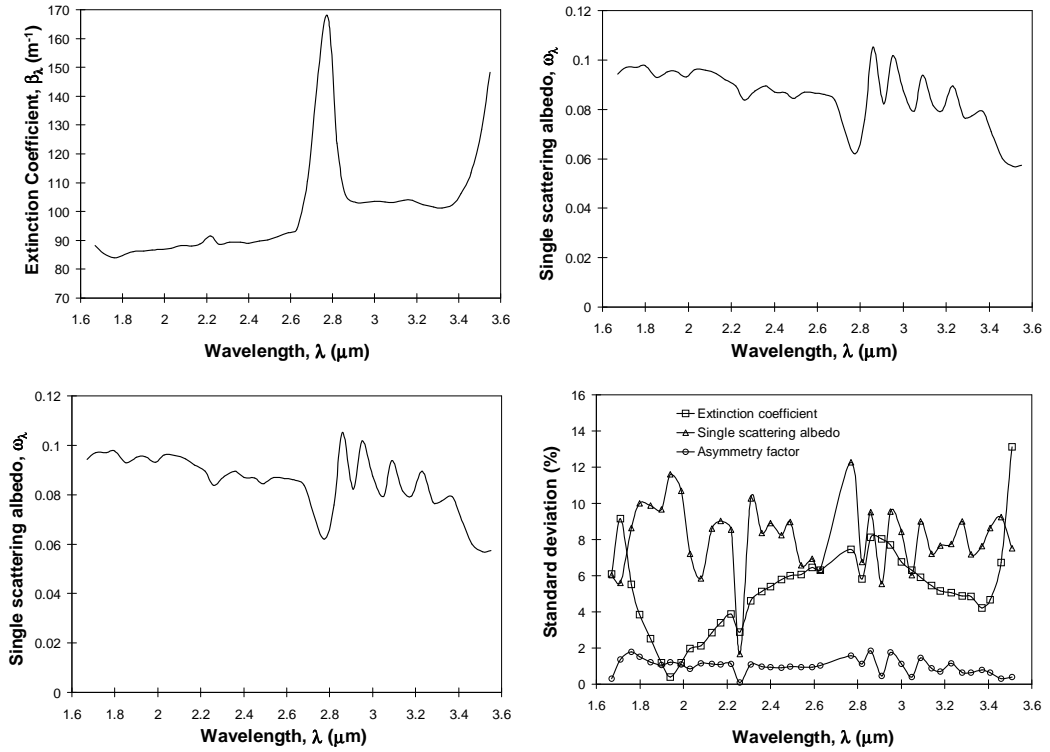 170
160
150
140
130
120
110
100
90
80
70
1.6 1.8 2 2.2 2.4 2.6 2.8 3 3.2 3.4 3.6
Wavelength, λ (μm)
Extinction Coefficient, βλ (m-1)
0.12
0.1
0.08
0.06
0.04
0.02
0
1.6 1.8 2 2.2 2.4 2.6 2.8 3 3.2 3.4 3.6
Wavelength, λ (μm)
Single scattering albedo, ωλ
0.12
0.1
0.08
0.06
0.04
0.02
0
1.6 1.8 2 2.2 2.4 2.6 2.8 3 3.2 3.4 3.6
Wavelength, λ (μm)
Single scattering albedo, ωλ
16
14
12
10
8
6
4
2
0
1.6 1.8 2 2.2 2.4 2.6 2.8 3 3.2 3.4 3.6
Wavelength, λ (μm)
Standard deviation (%)
Extinction coefficient
Single scattering albedo
Asymmetry factor